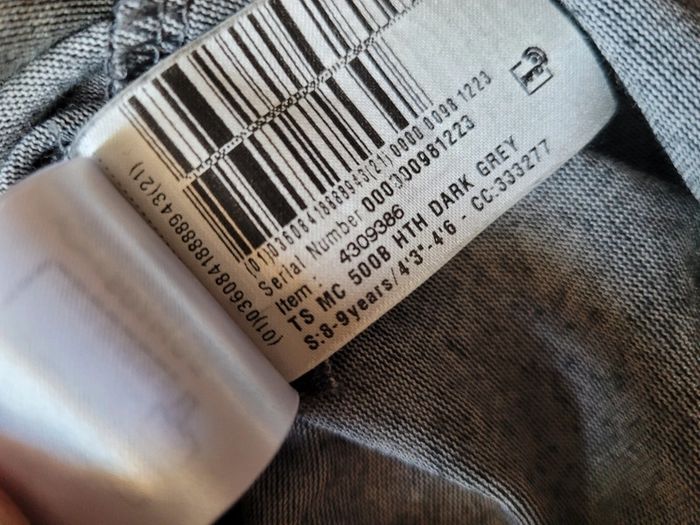 (01)03608418888943(21)
(01)03608418888943(21)0000 0000981223
Serial Number 000000981223
Item : 4309386
TS MC 500B HTH DARK GREY
S:8-9years/4'3"-4'6 - CC:333277